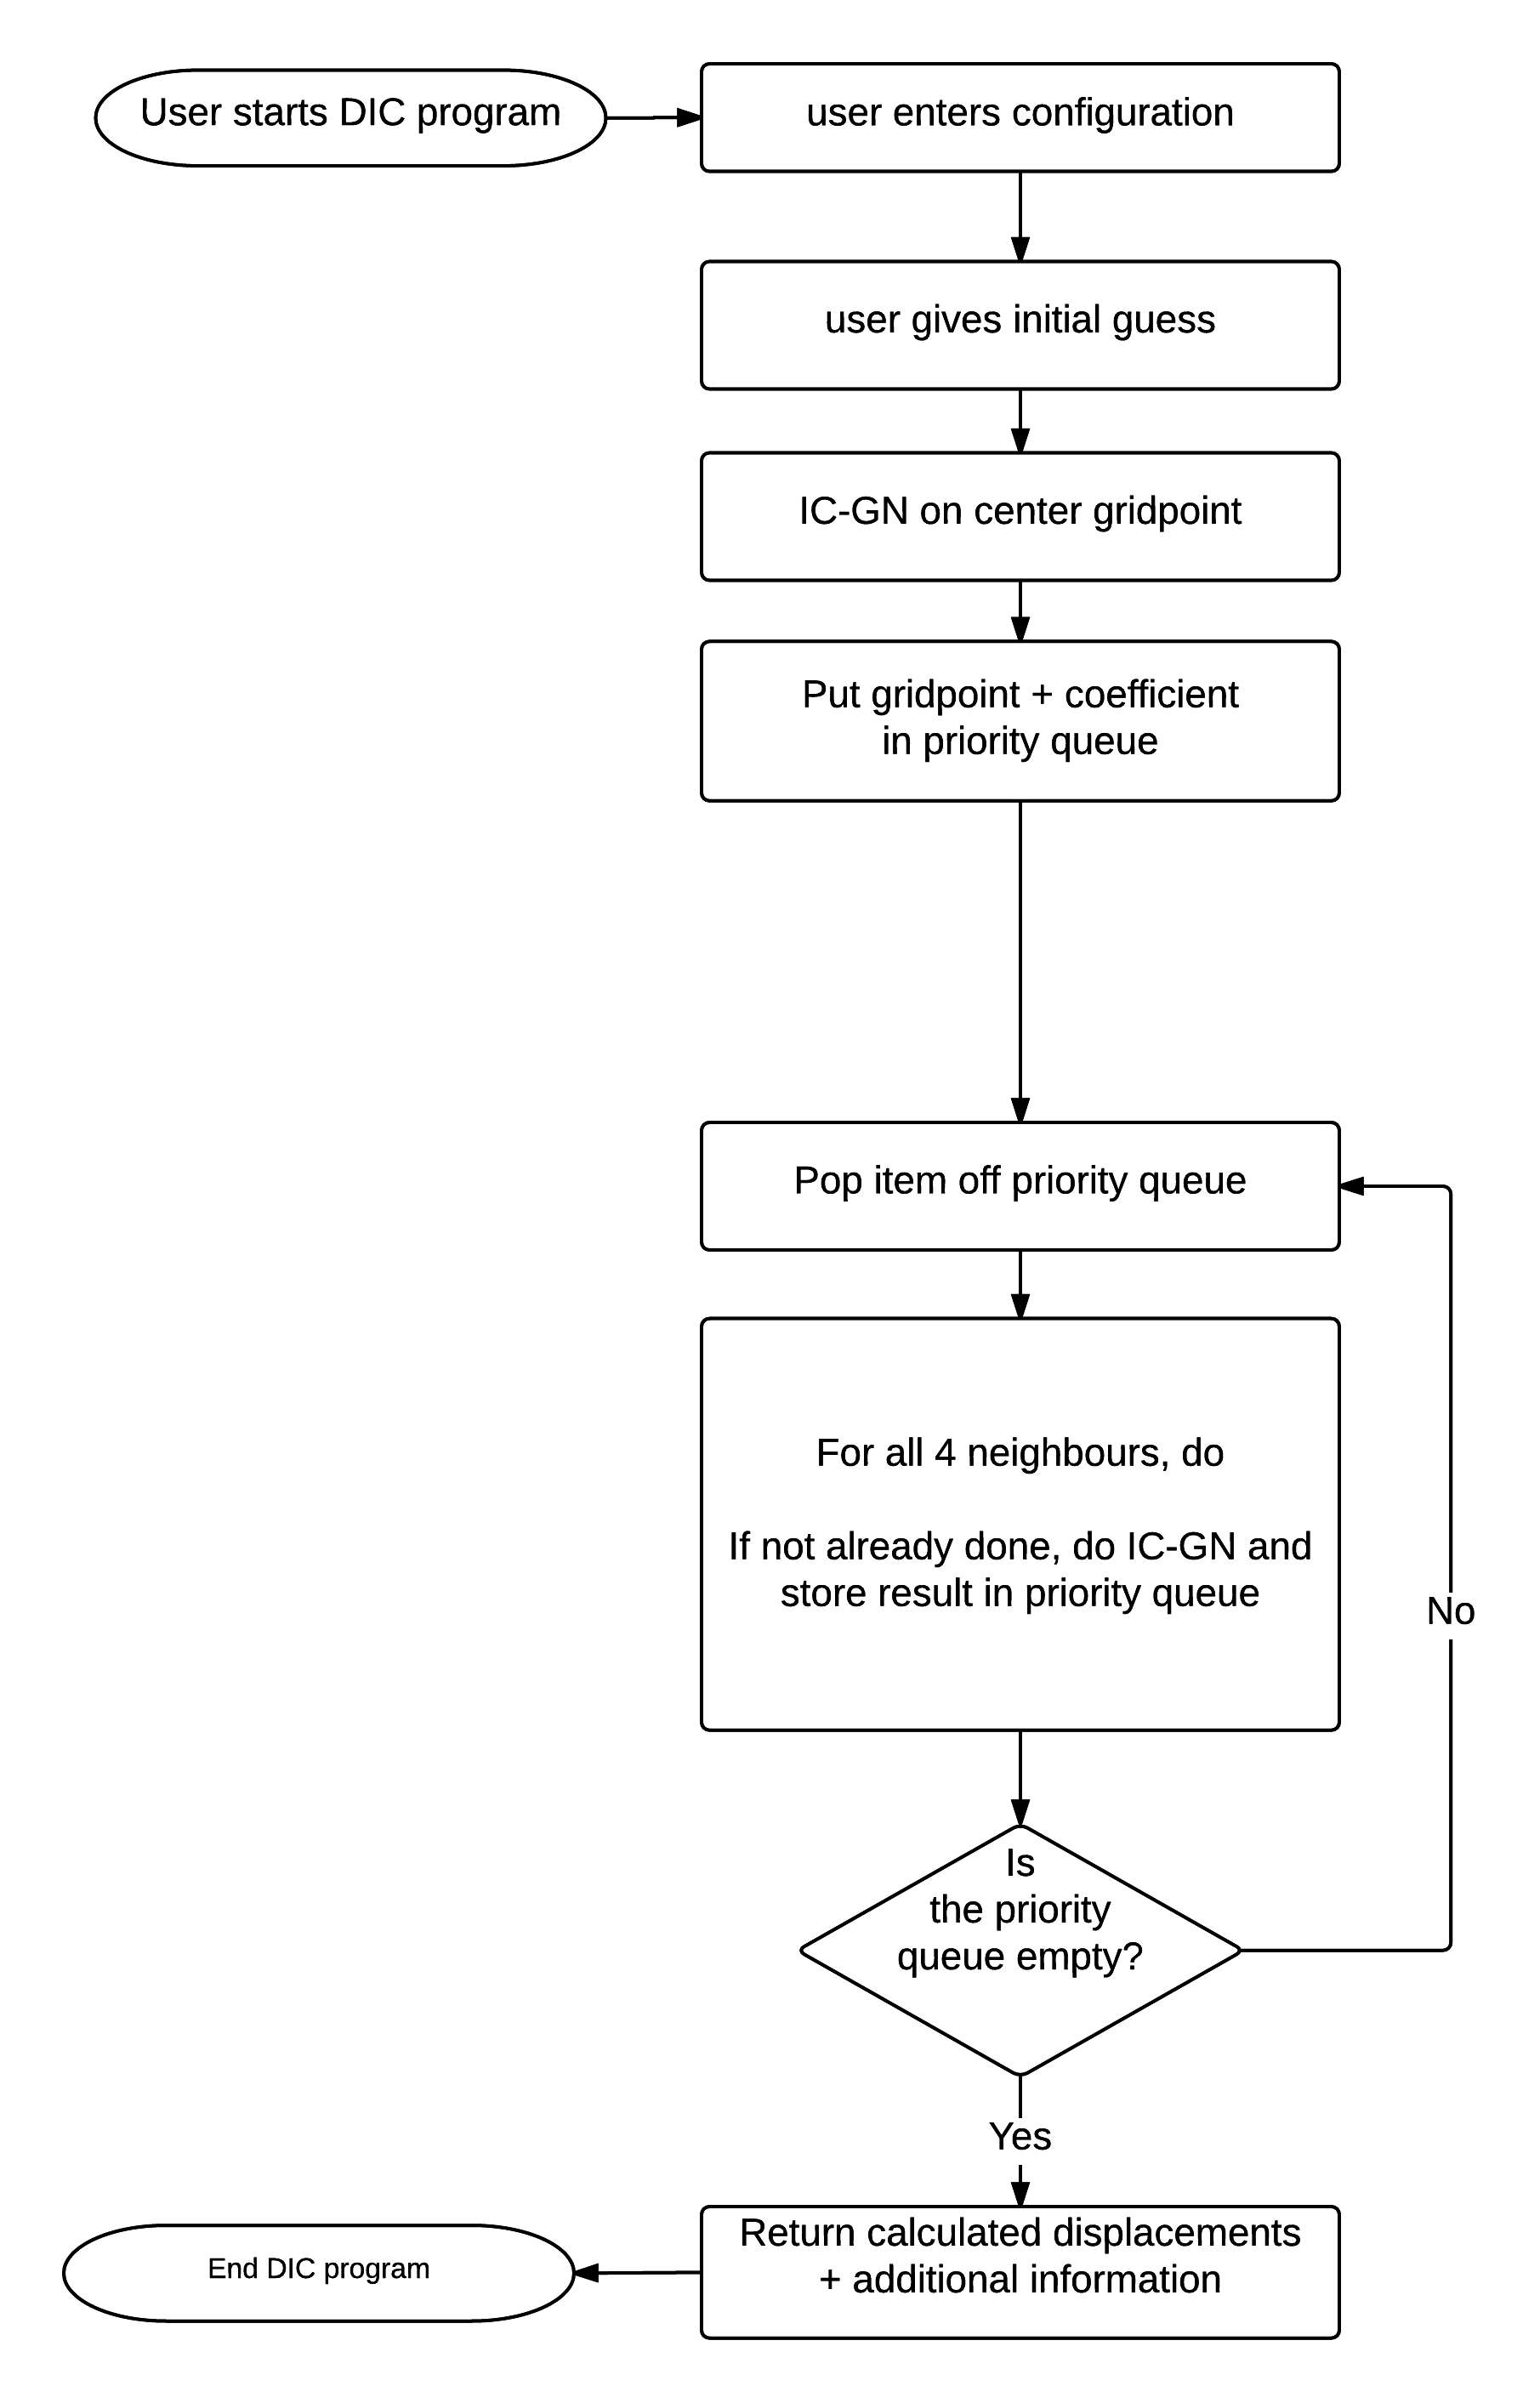 User starts DIC program
user enters configuration
user gives initial guess
IC-GN on center gridpoint
Put gridpoint + coefficient
in priority queue
Pop item off priority queue
For all 4 neighbours, do
If not already done, do IC-GN and
store result in priority queue
No
Is
the priority
queue empty?
Yes
Return calculated displacements
+ additional information
End DIC program